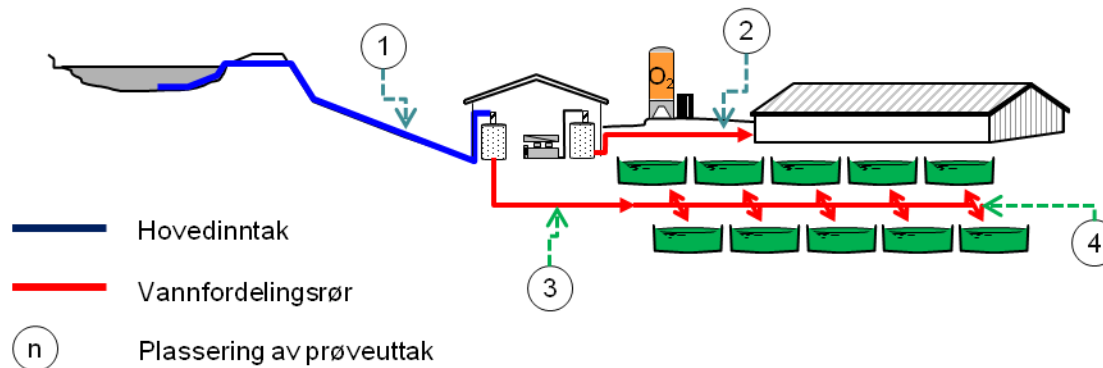 1
2
O₂
3
4
Hovedinntak
Vannfordelingsrør
n Plassering av prøveuttak